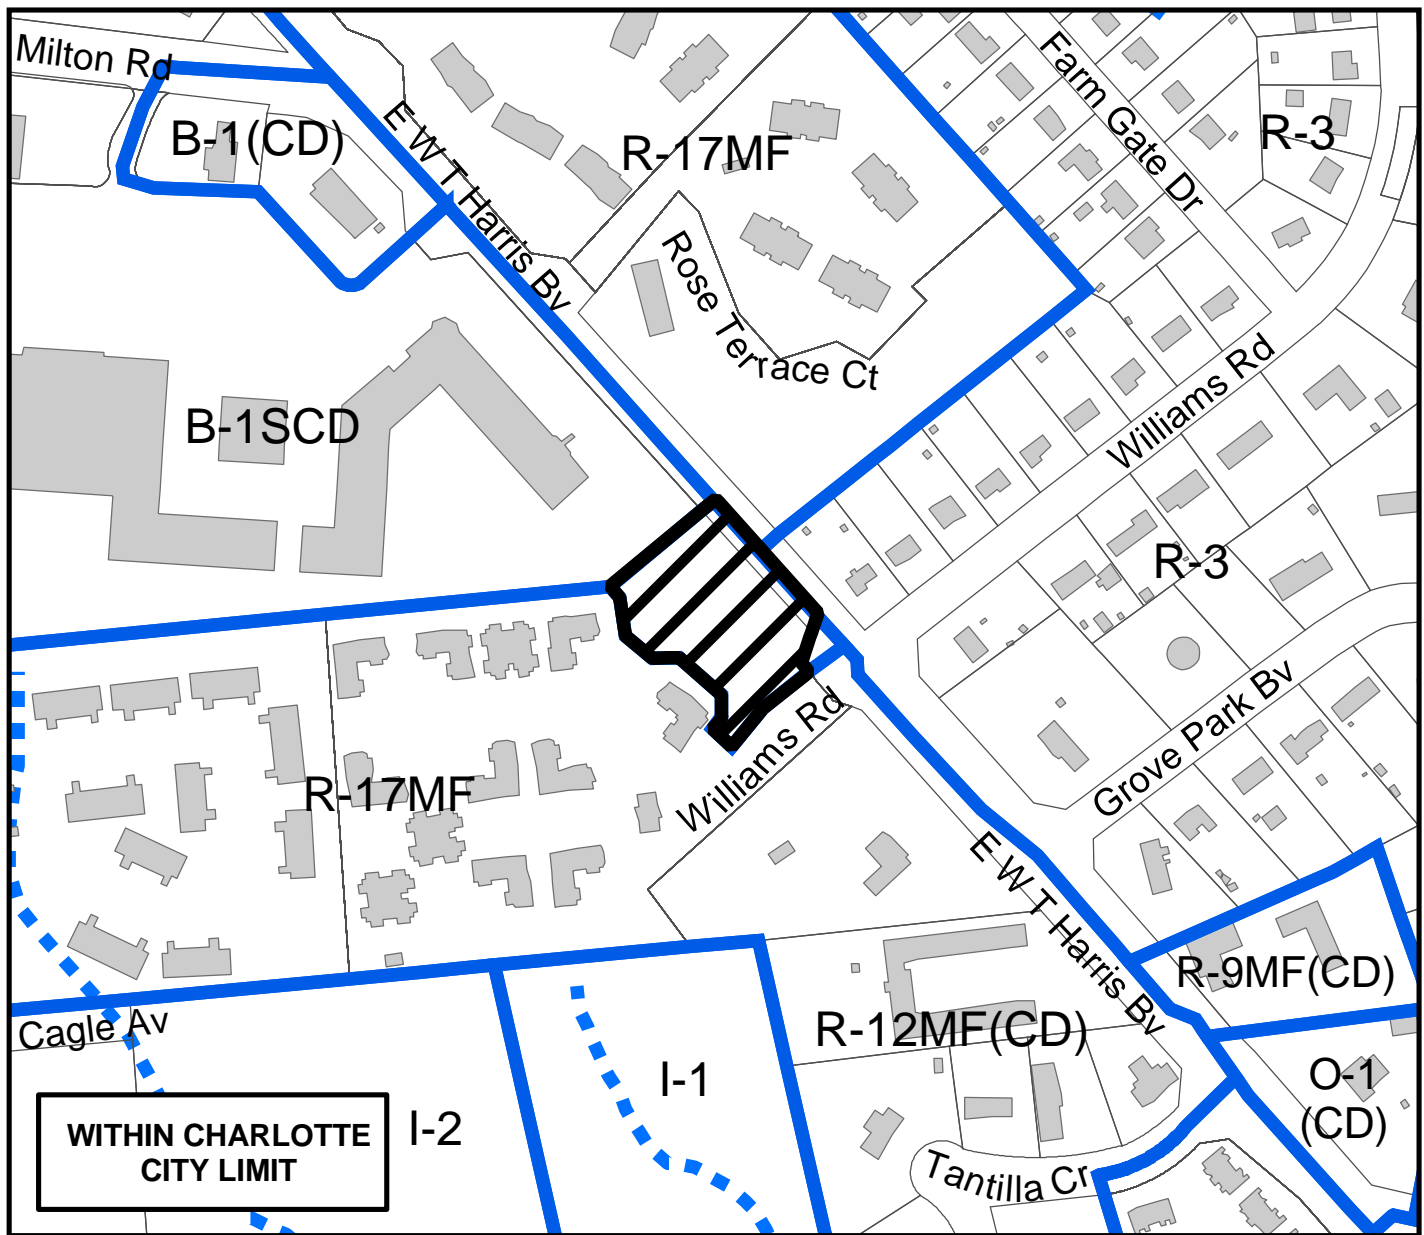 Milton Rd
B-1(CD)
E W T Harris Bv
R-17MF
Farm Gate Dr
R-3
Rose Terrace Ct
Williams Rd
B-1SCD
R-3
Grove Park Bv
Williams Rd
R-17MF
E W T Harris Bv
R-9MF(CD)
Cagle Av
R-12MF(CD)
I-1
O-1
(CD)
I-2
WITHIN CHARLOTTE
CITY LIMIT
Tantilla Cr